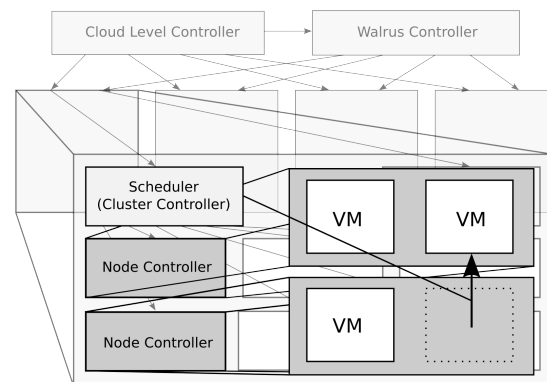 Cloud Level Controller
Walrus Controller
Scheduler
(Cluster Controller)
VM
VM
Node Controller
VM
Node Controller